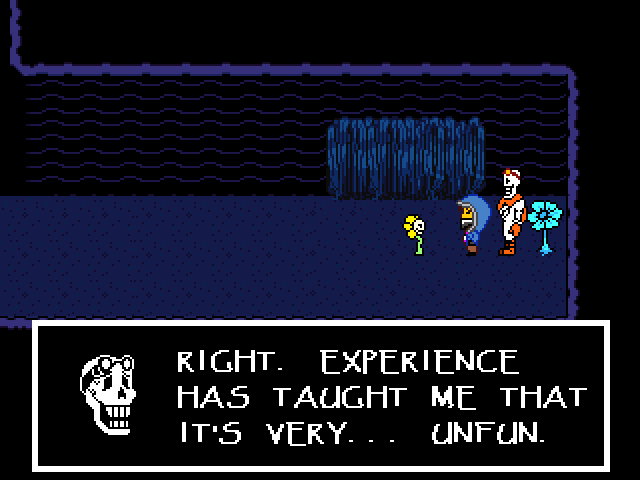 RIGHT. EXPERIENCE
HAS TAUGHT ME THAT
IT'S VERY... UNFUN.